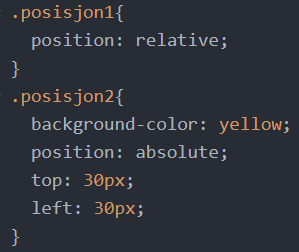 .posisjon1{
position: relative;
}
.posisjon2{
background-color: yellow;
position: absolute;
top: 30px;
left: 30px;
}